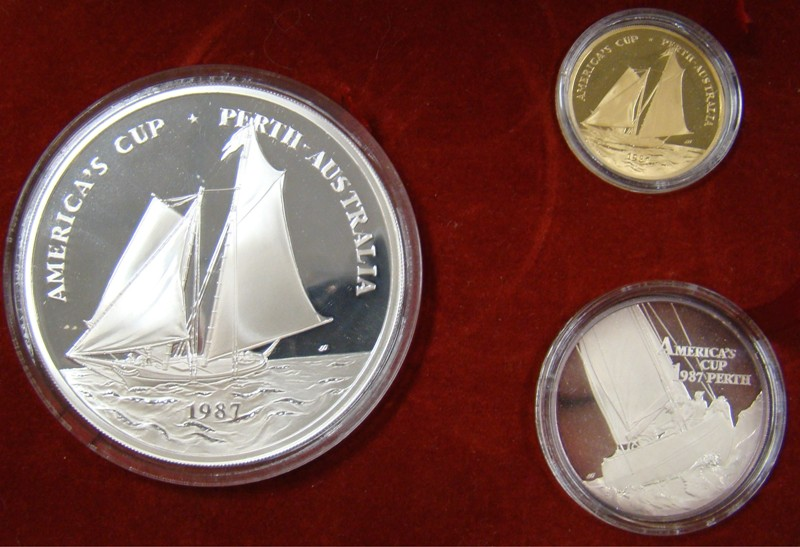 AMERICA'S CUP ★ PERTH-AUSTRALIA
1987
AMERICA'S CUP · PERTH-AUSTRALIA
AMERICA'S
CUP
1987 PERTH